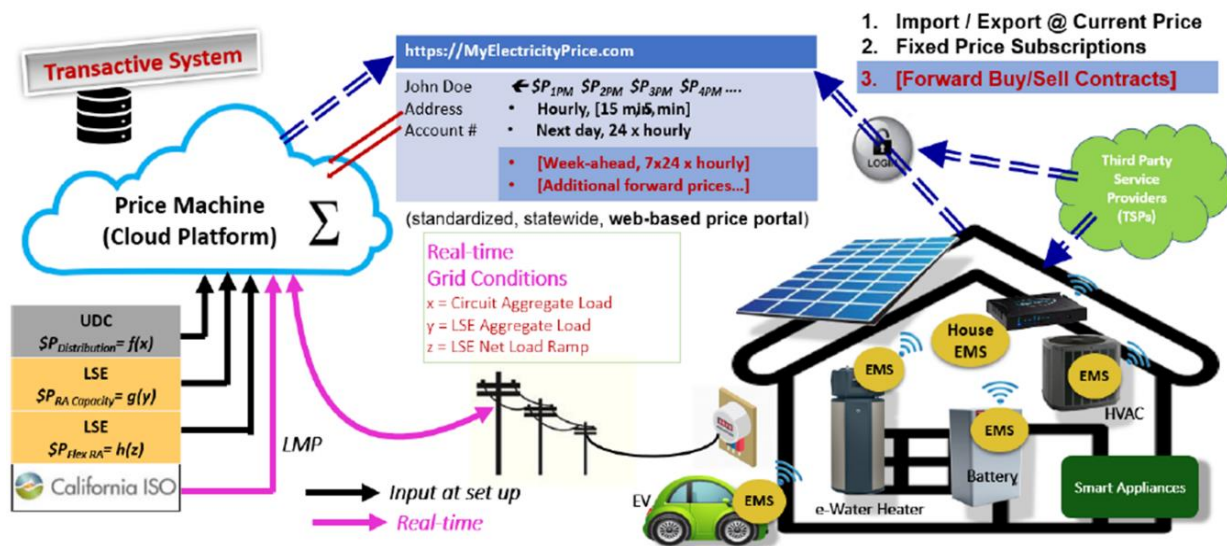 Transactive System
https://MyElectricityPrice.com
John Doe
Address
Account #
←$P1PM $P2PM $P3PM $P4PM ....
• Hourly, [15 min,5 min]
• Next day, 24 x hourly
• [Week-ahead, 7x24 x hourly]
• [Additional forward prices...]
(standardized, statewide, web-based price portal)
1. Import / Export @ Current Price
2. Fixed Price Subscriptions
3. [Forward Buy/Sell Contracts]
LOGIN
Third Party
Service
Providers
(TSPs)
Price Machine
(Cloud Platform)
Σ
Real-time
Grid Conditions
x = Circuit Aggregate Load
y = LSE Aggregate Load
z = LSE Net Load Ramp
UDC
$PDistribution= f(x)
LSE
$PRA Capacity= g(y)
LSE
$PFlex RA= h(z)
California ISO
LMP
Input at set up
Real-time
House
EMS
EMS
EMS
HVAC
EMS
Battery
e-Water Heater
EV
EMS
Smart Appliances